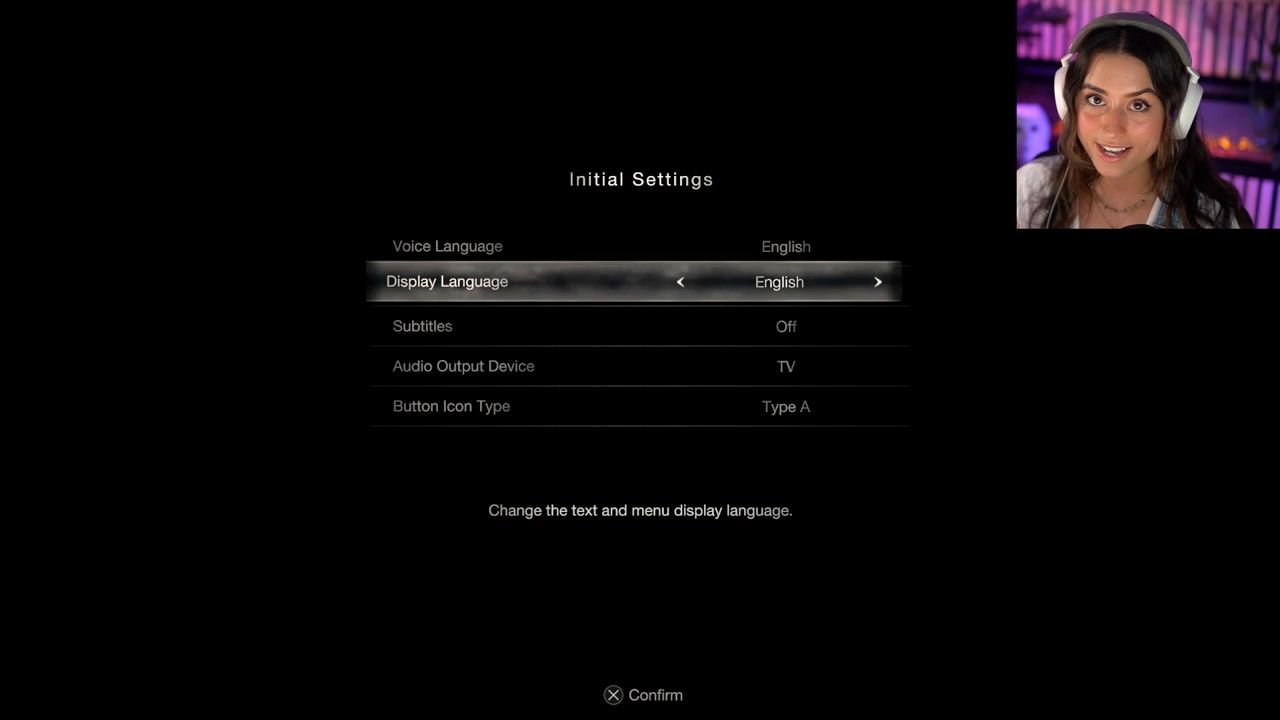 Initial Settings
Voice Language English
Display Language English
Subtitles Off
Audio Output Device TV
Button Icon Type Type A
Change the text and menu display language.
Confirm